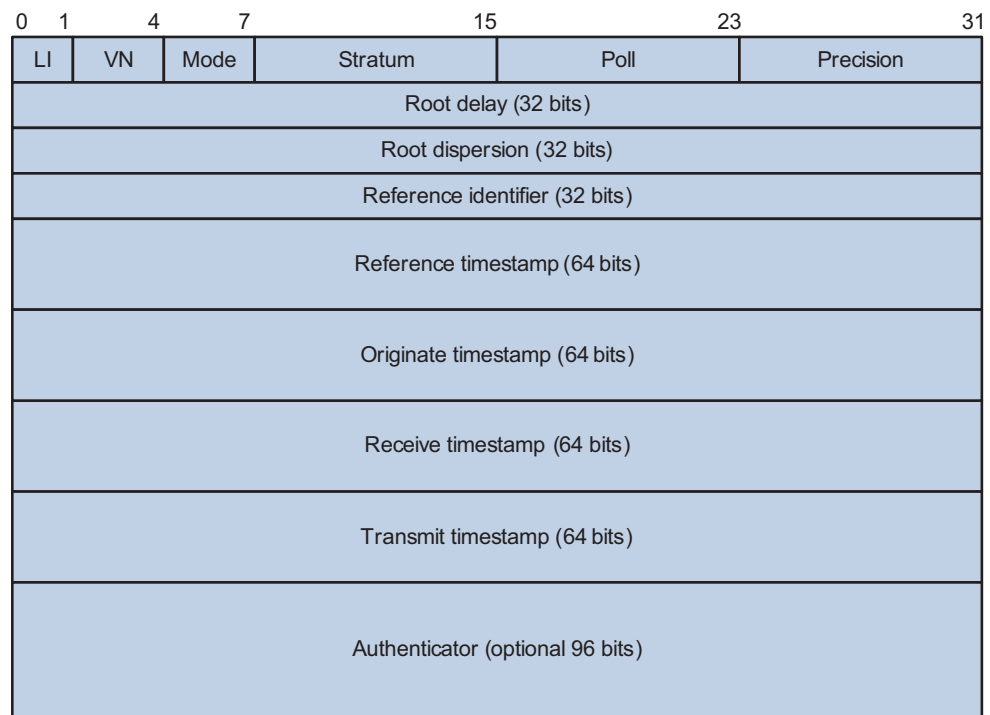 0 1 4 7 15 23 31
LI VN Mode Stratum Poll Precision
Root delay (32 bits)
Root dispersion (32 bits)
Reference identifier (32 bits)
Reference timestamp (64 bits)
Originate timestamp (64 bits)
Receive timestamp (64 bits)
Transmit timestamp (64 bits)
Authenticator (optional 96 bits)